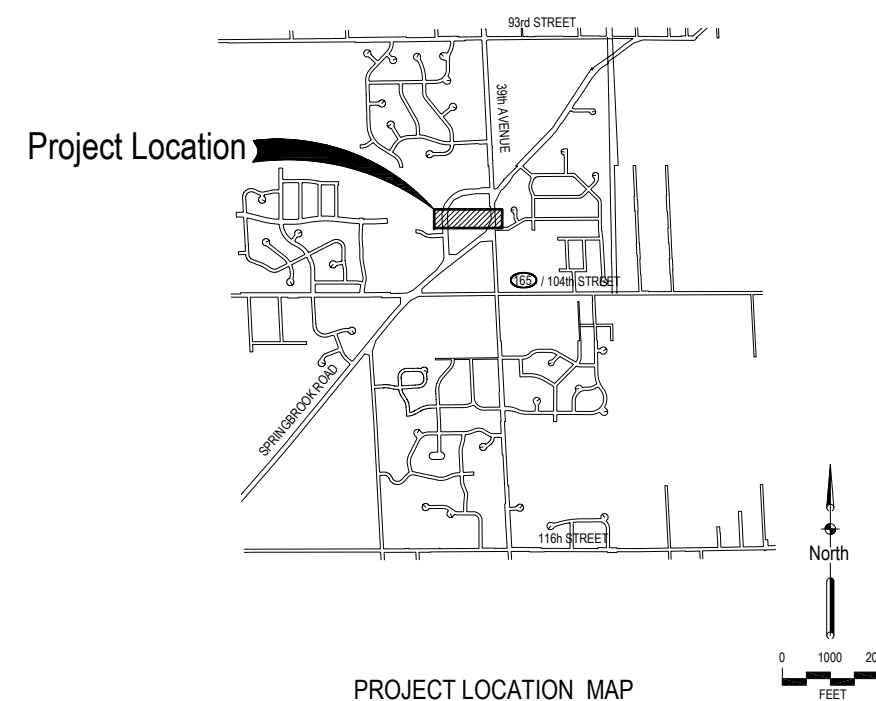 93rd STREET
39th AVENUE
Project Location
165 / 104th STREET
SPRINGBROOK ROAD
116h STREET
North
0 1000 20
FEET
PROJECT LOCATION MAP